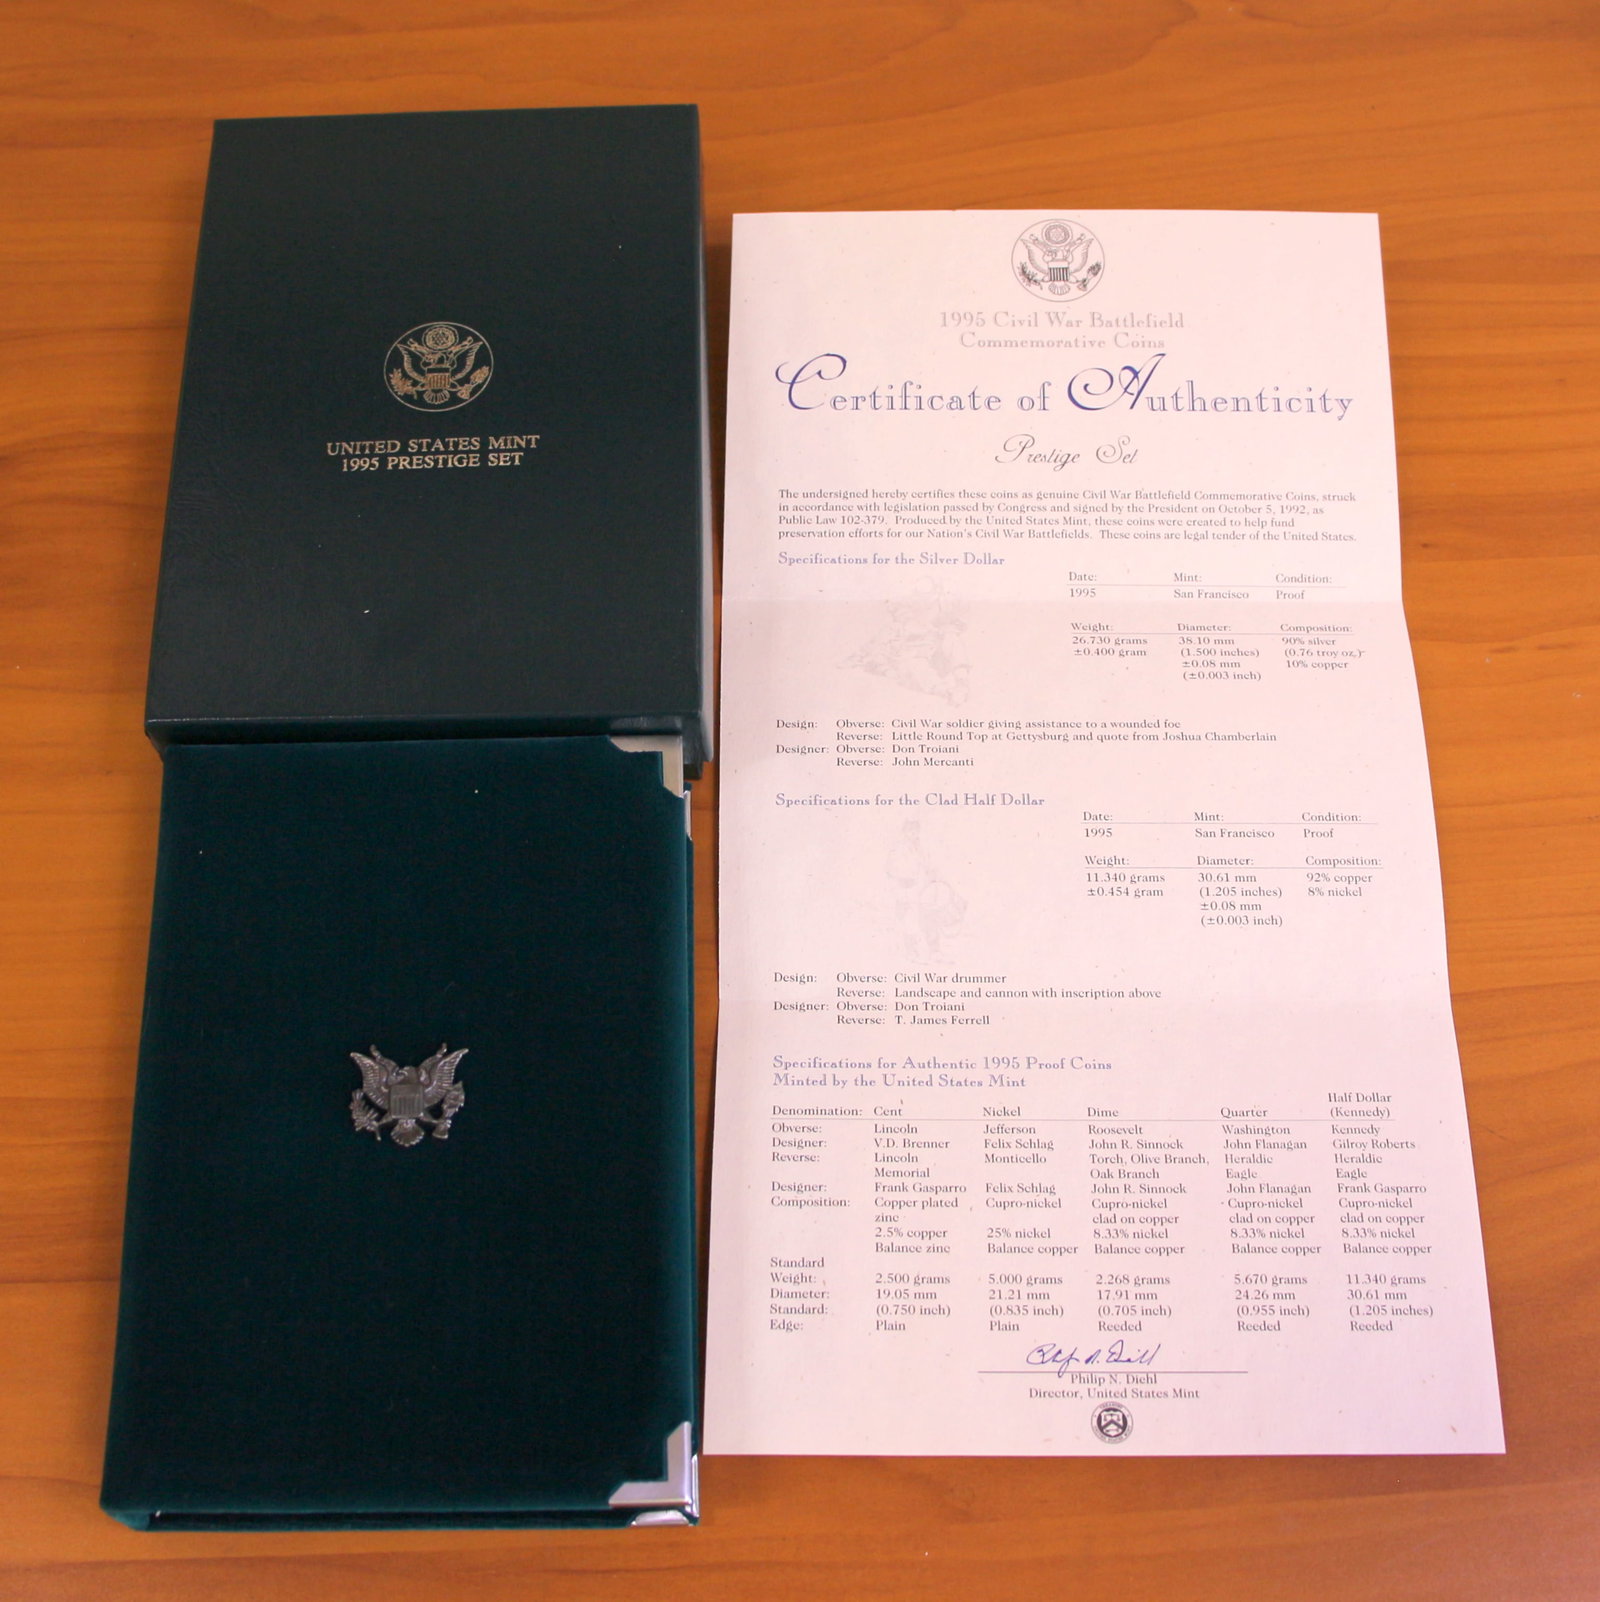 UNITED STATES MINT
1995 PRESTIGE SET
1995 Civil War Battlefield
Commemorative Coins
Certificate of Authenticity
Prestige Set
The undersigned hereby certifies these coins as genuine Civil War Battlefield Commemorative Coins, struck
in accordance with legislation passed by Congress and signed by the President on October 5, 1992, as
Public Law 102-379. Produced by the United States Mint, these coins were created to help fund
preservation efforts for our Nation's Civil War Battlefields. These coins are legal tender of the United States.
Specifications for the Silver Dollar
Date: Mint: Condition:
1995 San Francisco Proof
Weight: Diameter: Composition:
26.730 grams 38.10 mm 90% silver
±0.400 gram (1.500 inches) (0.76 troy oz.)
±0.08 mm 10% copper
(±0.003 inch)
Design: Obverse: Civil War soldier giving assistance to a wounded foe
Reverse: Little Round Top at Gettysburg and quote from Joshua Chamberlain
Designer: Obverse: Don Troiani
Reverse: John Mercanti
Specifications for the Clad Half Dollar
Date: Mint: Condition:
1995 San Francisco Proof
Weight: Diameter: Composition:
11.340 grams 30.61 mm 92% copper
±0.454 gram (1.205 inches) 8% nickel
±0.08 mm
(±0.003 inch)
Design: Obverse: Civil War drummer
Reverse: Landscape and cannon with inscription above
Designer: Obverse: Don Troiani
Reverse: T. James Ferrell
Specifications for Authentic 1995 Proof Coins
Minted by the United States Mint
Half Dollar
Denomination: Cent Nickel Dime Quarter (Kennedy)
Obverse: Lincoln Jefferson Roosevelt Washington Kennedy
Designer: V.D. Brenner Felix Schlag John R. Sinnock John Flanagan Gilroy Roberts
Reverse: Lincoln Monticello Torch, Olive Branch, Heraldic Heraldic
Memorial Oak Branch Eagle Eagle
Designer: Frank Gasparro Felix Schlag John R. Sinnock John Flanagan Frank Gasparro
Composition: Copper plated Cupro-nickel Cupro-nickel Cupro-nickel Cupro-nickel
zinc clad on copper clad on copper clad on copper
2.5% copper 25% nickel 8.33% nickel 8.33% nickel 8.33% nickel
Balance zinc Balance copper Balance copper Balance copper Balance copper
Standard
Weight: 2.500 grams 5.000 grams 2.268 grams 5.670 grams 11.340 grams
Diameter: 19.05 mm 21.21 mm 17.91 mm 24.26 mm 30.61 mm
Standard: (0.750 inch) (0.835 inch) (0.705 inch) (0.955 inch) (1.205 inches)
Edge: Plain Plain Reeded Reeded Reeded
Philip N. Diehl
Philip N. Diehl
Director, United States Mint